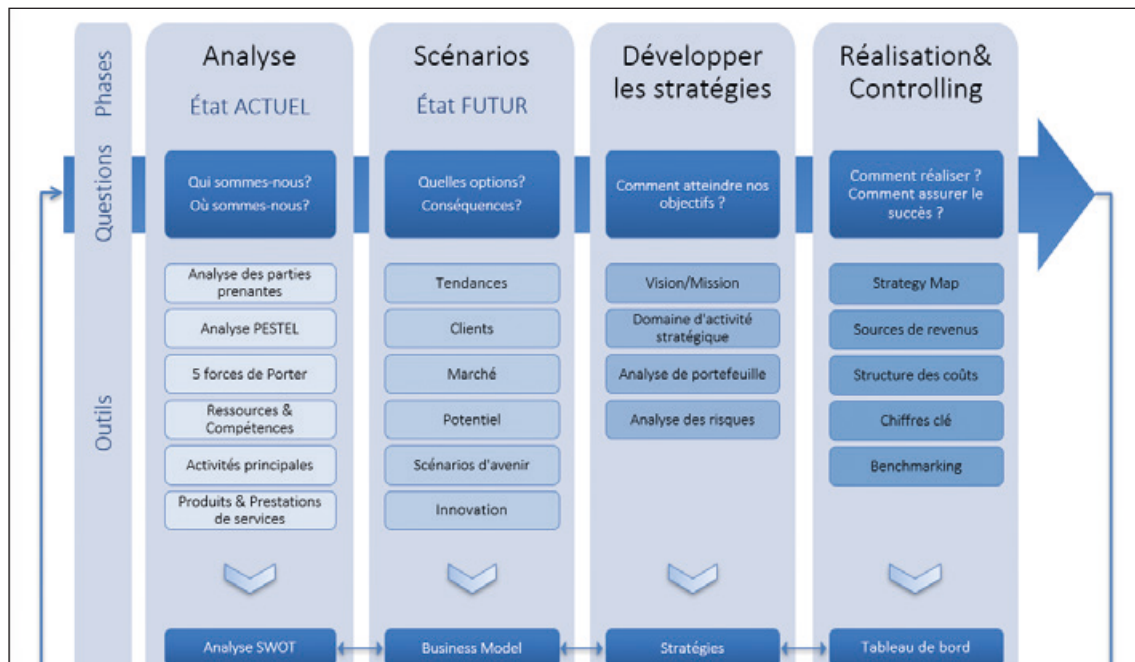 Phases
Analyse
État ACTUEL
Scénarios
État FUTUR
Développer
les stratégies
Réalisation&
Controlling
Questions
Qui sommes-nous?
Où sommes-nous?
Quelles options?
Conséquences?
Comment atteindre nos
objectifs ?
Comment réaliser ?
Comment assurer le
succès ?
Outils
Analyse des parties
prenantes
Analyse PESTEL
5 forces de Porter
Ressources &
Compétences
Activités principales
Produits & Prestations
de services
Tendances
Clients
Marché
Potentiel
Scénarios d'avenir
Innovation
Vision/Mission
Domaine d'activité
stratégique
Analyse de portefeuille
Analyse des risques
Strategy Map
Sources de revenus
Structure des coûts
Chiffres clé
Benchmarking
Analyse SWOT
Business Model
Stratégies
Tableau de bord